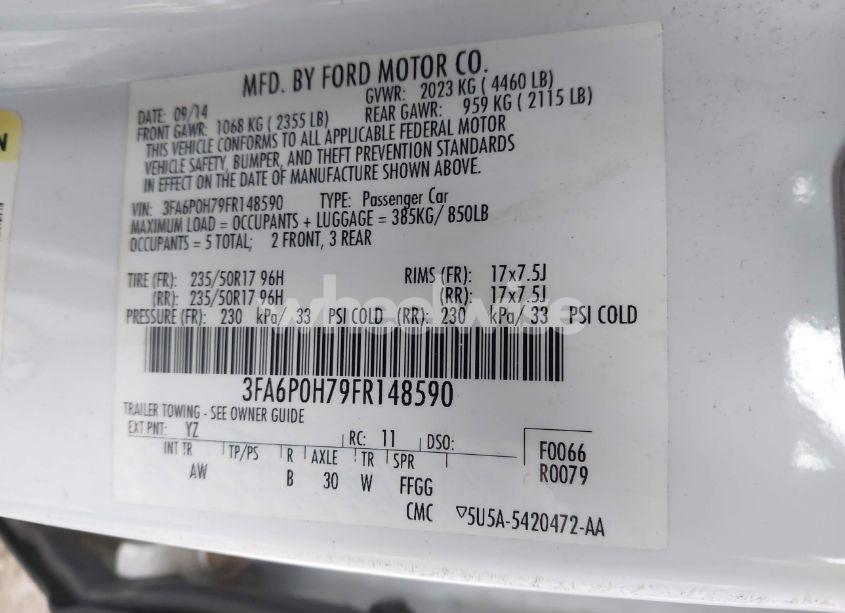 MFD. BY FORD MOTOR CO.
DATE: 09/14 GVWR: 2023 KG ( 4460 LB)
FRONT GAWR: 1068 KG ( 2355 LB) REAR GAWR: 959 KG ( 2115 LB)
THIS VEHICLE CONFORMS TO ALL APPLICABLE FEDERAL MOTOR
VEHICLE SAFETY, BUMPER, AND THEFT PREVENTION STANDARDS
IN EFFECT ON THE DATE OF MANUFACTURE SHOWN ABOVE.
VIN: 3FA6P0H79FR148590 TYPE: Passenger Car
MAXIMUM LOAD = OCCUPANTS + LUGGAGE = 385KG/ 850LB
OCCUPANTS = 5 TOTAL; 2 FRONT, 3 REAR
TIRE (FR): 235/50R17 96H RIMS (FR): 17x7.5J
(RR): 235/50R17 96H (RR): 17x7.5J
PRESSURE (FR): 230 kPa/ 33 PSI COLD (RR): 230 kPa/ 33 PSI COLD
wheelwise
3FA6P0H79FR148590
TRAILER TOWING - SEE OWNER GUIDE
EXT PNT: YZ RC: 11 DSO: F0066
INT TR TP/PS R AXLE TR SPR R0079
AW B 30 W FFGG
CMC ▽5U5A-5420472-AA
N